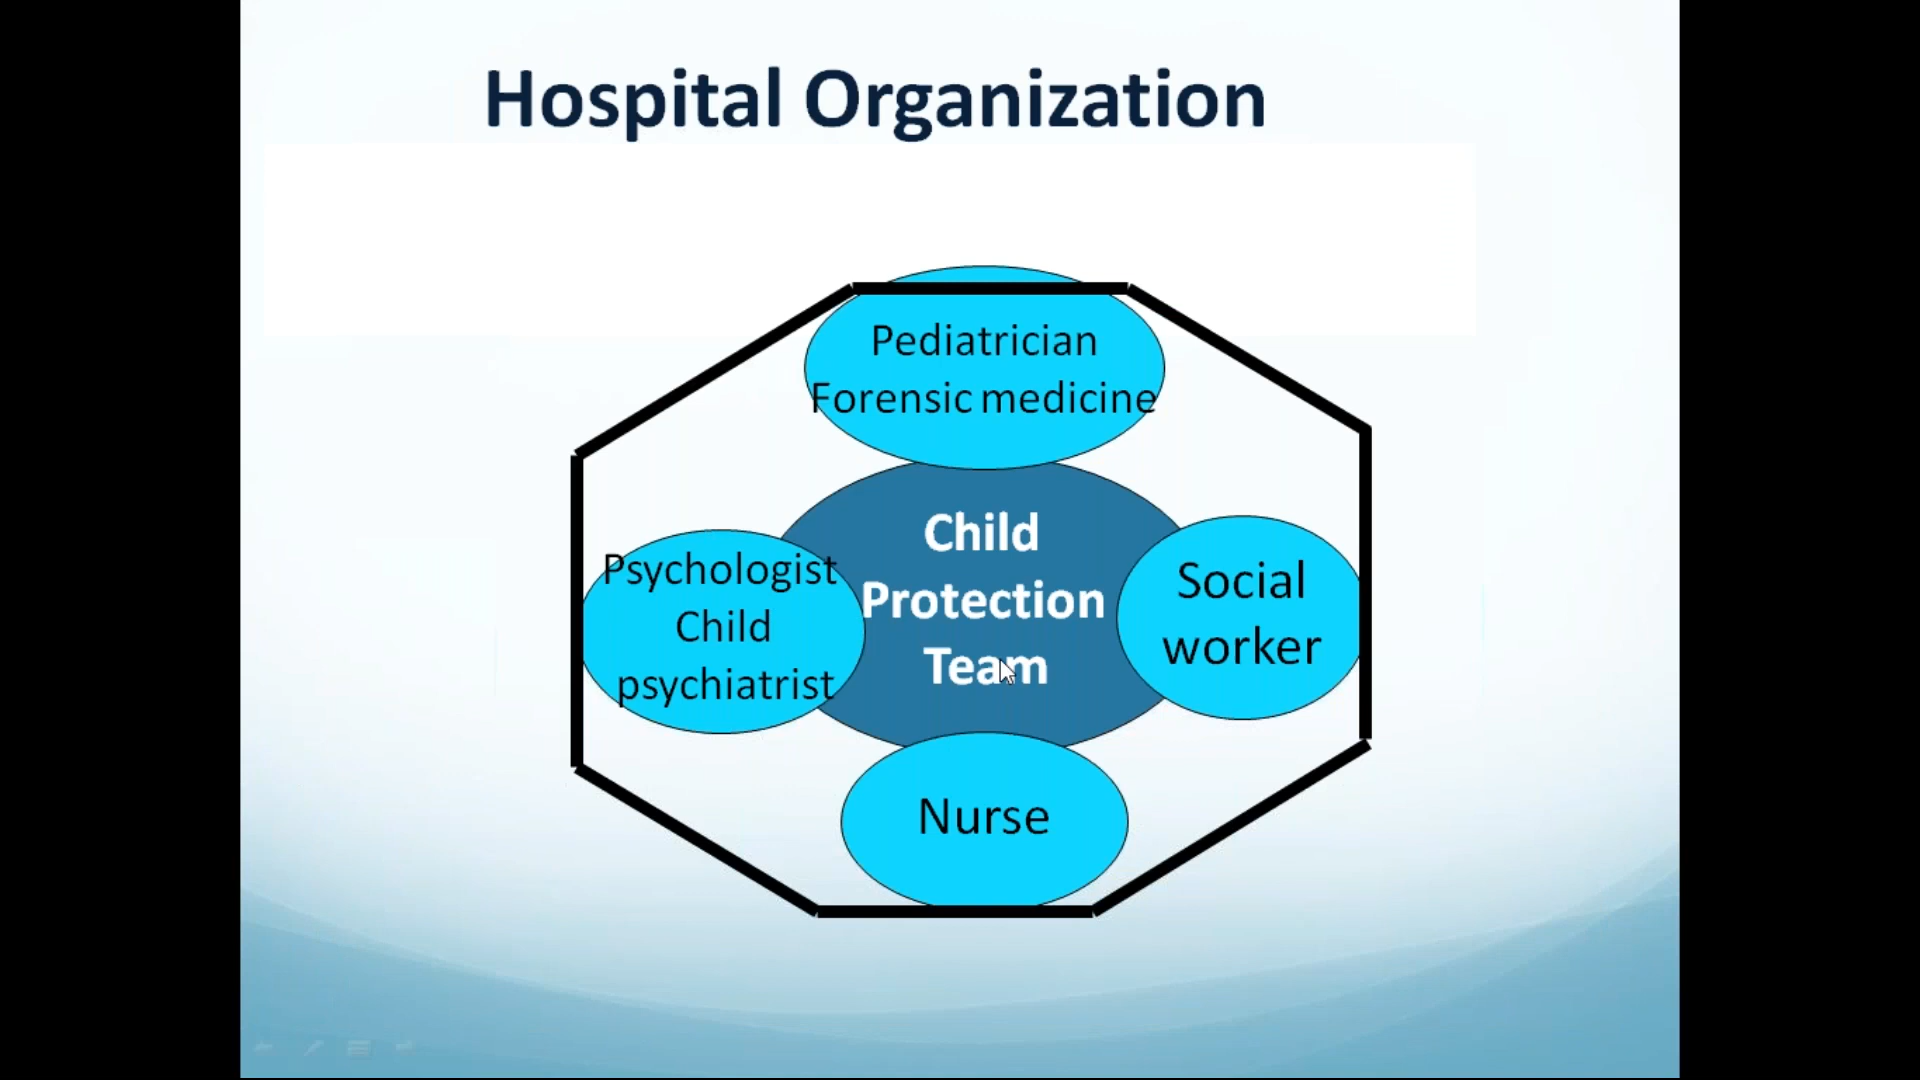 Hospital Organization
Pediatrician
Forensic medicine
Psychologist
Child
psychiatrist
Child
Protection
Team
Social
worker
Nurse